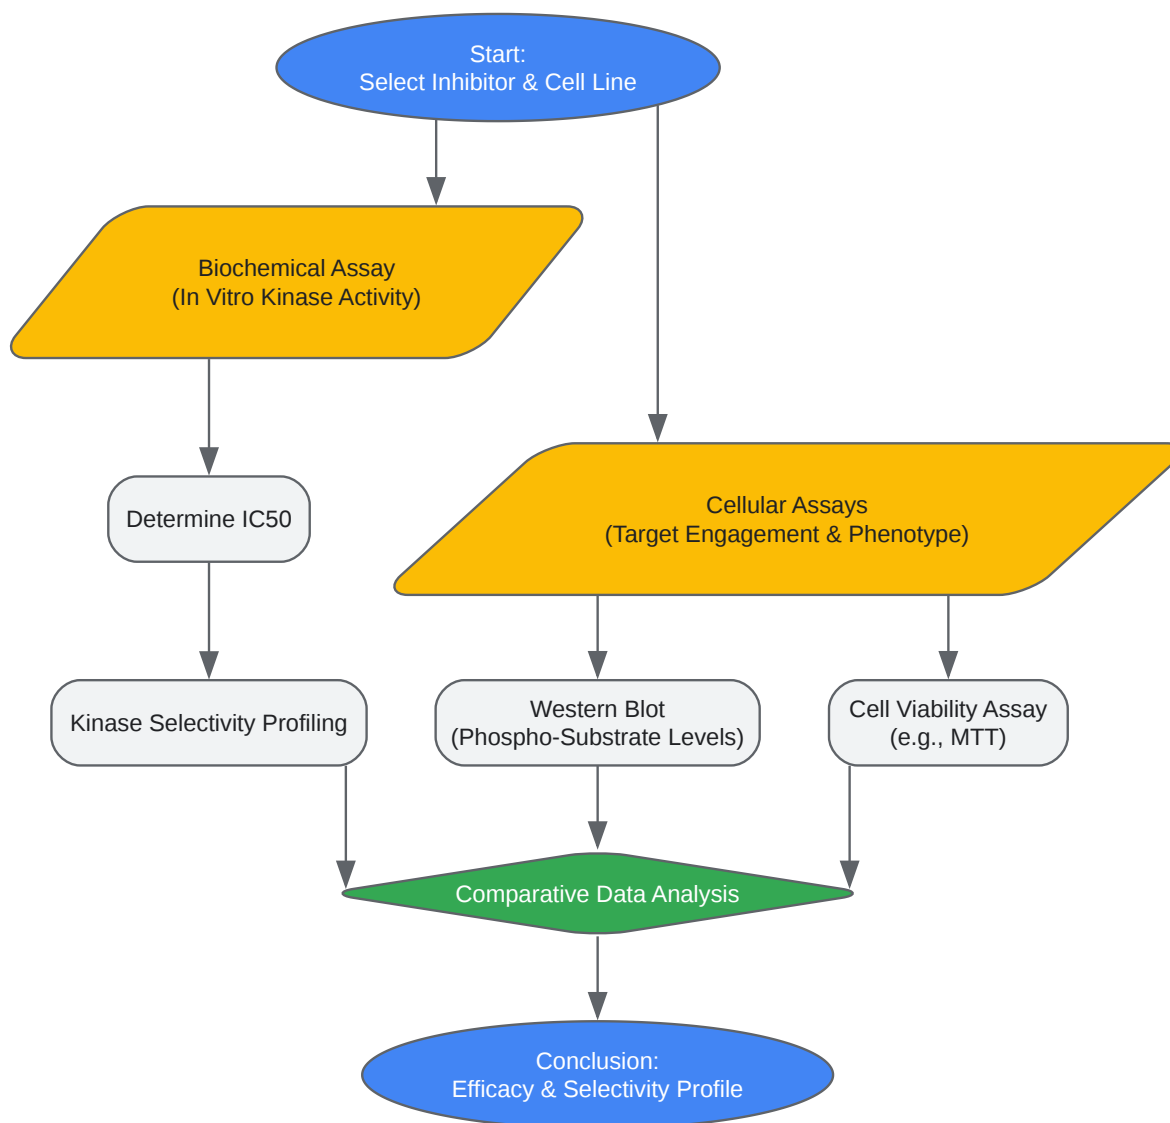 Start:
Select Inhibitor & Cell Line
Biochemical Assay
(In Vitro Kinase Activity)
Cellular Assays
(Target Engagement & Phenotype)
Determine IC50
Kinase Selectivity Profiling
Western Blot
(Phospho-Substrate Levels)
Cell Viability Assay
(e.g., MTT)
Comparative Data Analysis
Conclusion:
Efficacy & Selectivity Profile